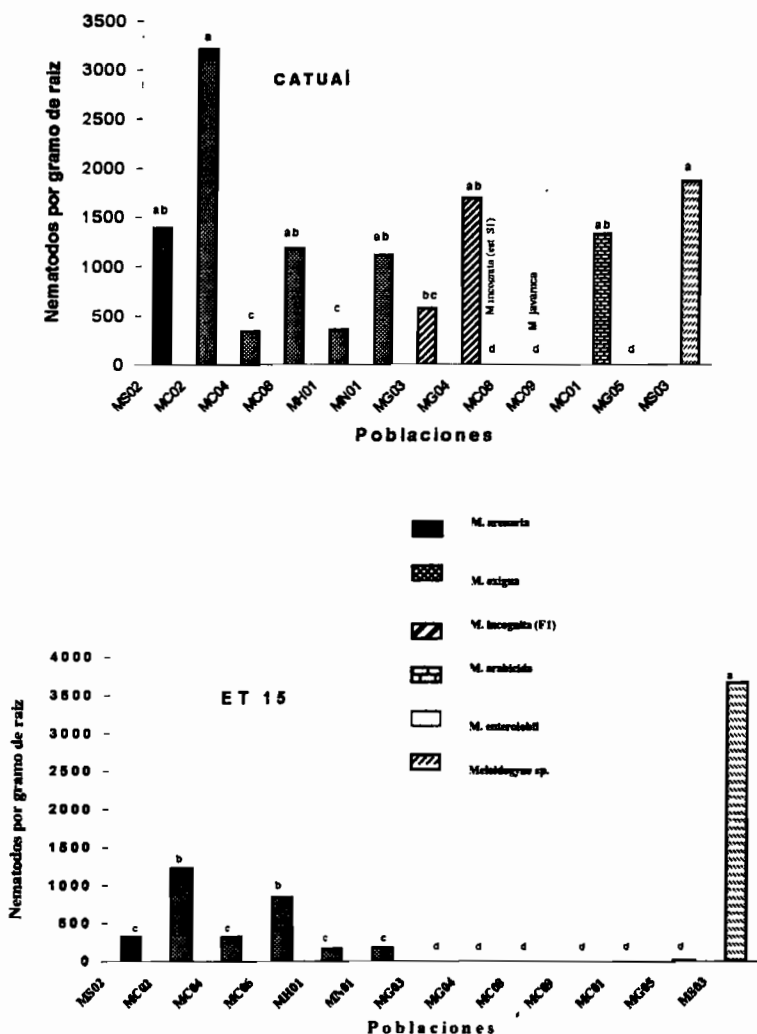 3500
3000
2500
2000
1500
1000
500
0
Nematodos por gramo de raiz
CATUAÍ
ab
a
c
ab
c
ab
bc
ab
M incognita (est S1)
d
M javanica
d
ab
d
a
MS02
MC02
MC04
MC06
MH01
MN01
MG03
MG04
MC08
MC09
MC01
MG05
MS03
Poblaciones
M. arenaria
M. exigua
M. incognita (F1)
M. arabicida
M. enterolobii
Meloidogyne sp.
4000
3500
3000
2500
2000
1500
1000
500
0
Nematodos por gramo de raiz
ET 15
c
b
c
b
c
c
d
d
d
d
d
d
a
MS02
MC02
MC04
MC06
MH01
MN01
MG03
MG04
MC08
MC09
MC01
MG05
MS03
Poblaciones